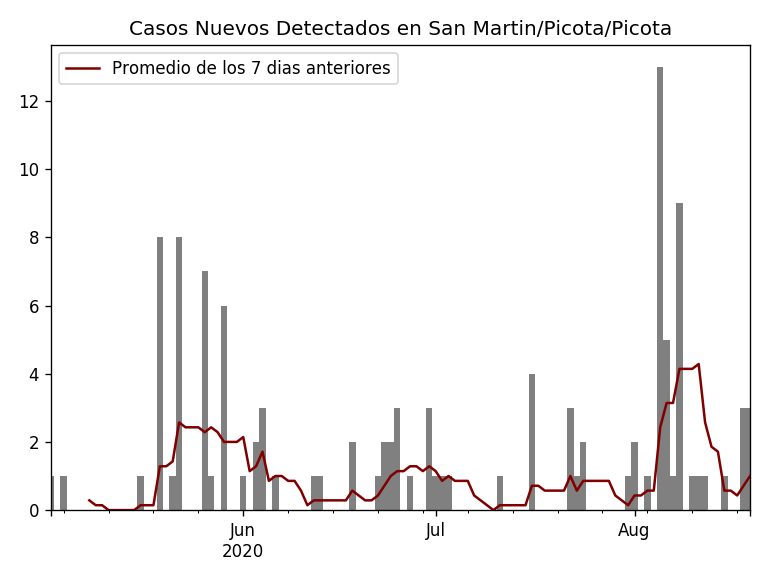 Casos Nuevos Detectados en San Martin/Picota/Picota
Promedio de los 7 dias anteriores
12
10
8
6
4
2
0
Jun
2020
Jul
Aug